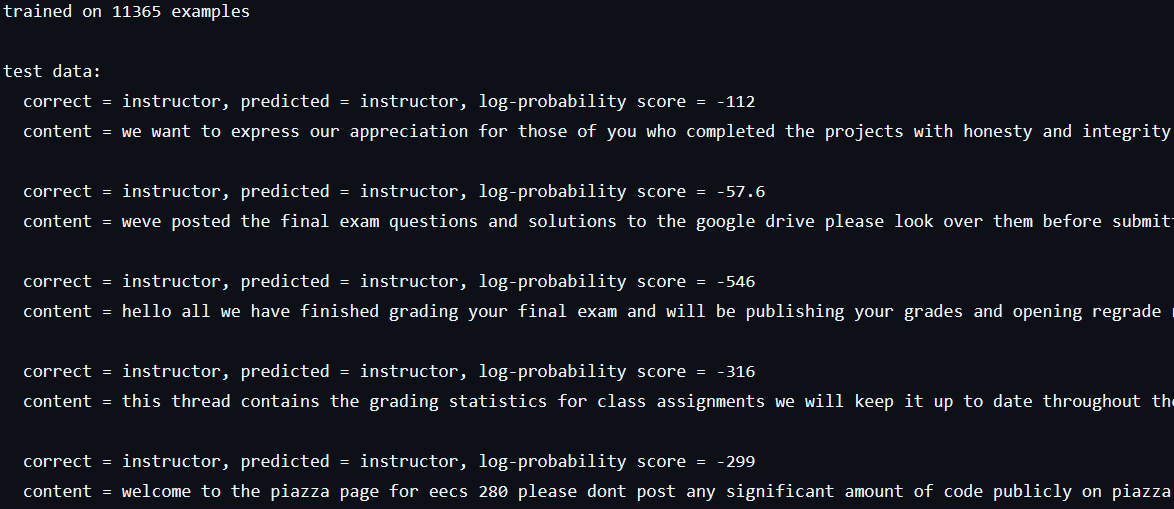 trained on 11365 examples
test data:
correct = instructor, predicted = instructor, log-probability score = -112
content = we want to express our appreciation for those of you who completed the projects with honesty and integrity
correct = instructor, predicted = instructor, log-probability score = -57.6
content = weve posted the final exam questions and solutions to the google drive please look over them before submit
correct = instructor, predicted = instructor, log-probability score = -546
content = hello all we have finished grading your final exam and will be publishing your grades and opening regrade
correct = instructor, predicted = instructor, log-probability score = -316
content = this thread contains the grading statistics for class assignments we will keep it up to date throughout the
correct = instructor, predicted = instructor, log-probability score = -299
content = welcome to the piazza page for eecs 280 please dont post any significant amount of code publicly on piazza